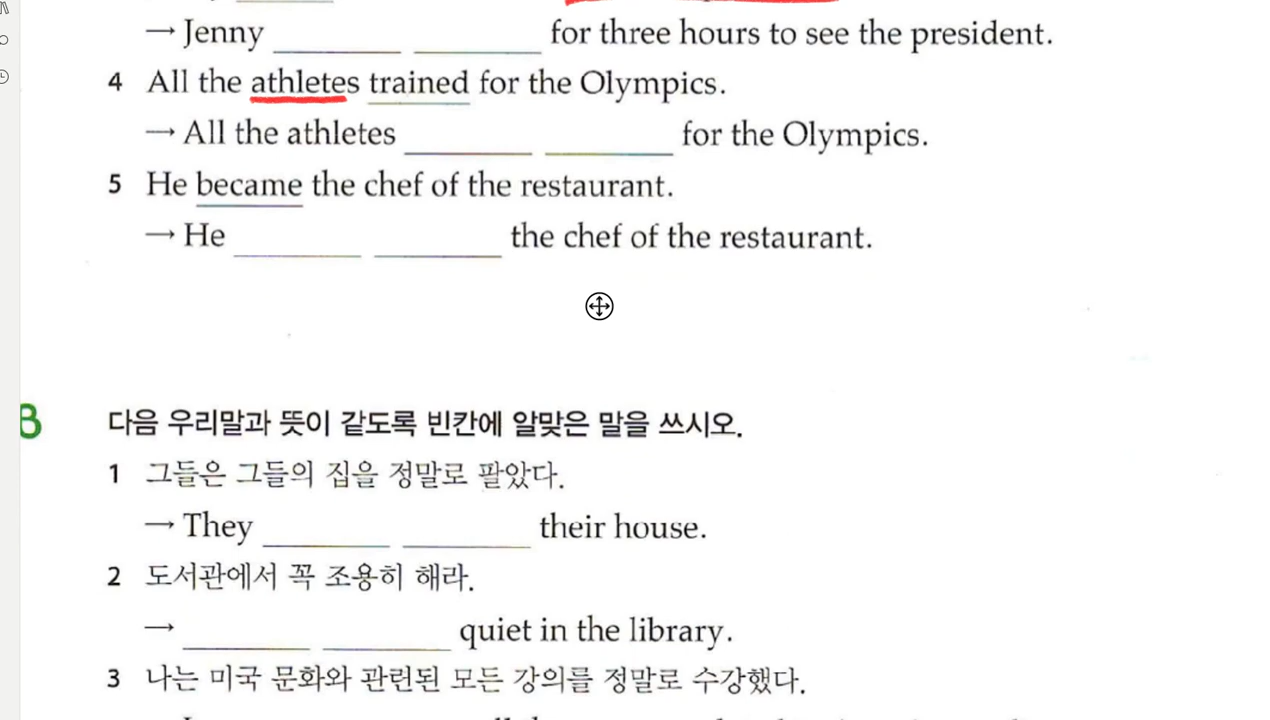 → Jenny ________ ________ for three hours to see the president.
4 All the athletes trained for the Olympics.
→ All the athletes ________ ________ for the Olympics.
5 He became the chef of the restaurant.
→ He ________ ________ the chef of the restaurant.
B 다음 우리말과 뜻이 같도록 빈칸에 알맞은 말을 쓰시오.
1 그들은 그들의 집을 정말로 팔았다.
→ They ________ ________ their house.
2 도서관에서 꼭 조용히 해라.
→ ________ ________ quiet in the library.
3 나는 미국 문화와 관련된 모든 강의를 정말로 수강했다.